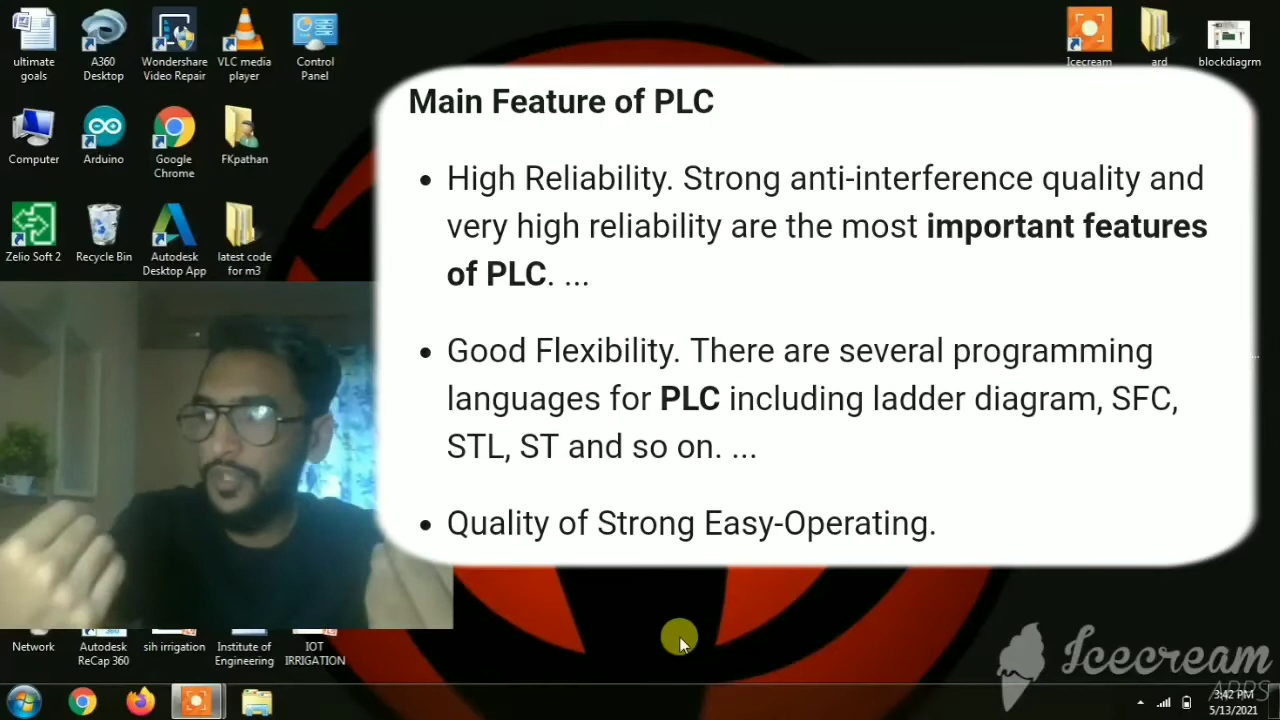 ultimate
goals
A360
Desktop
Wondershare
Video Repair
VLC media
player
Control
Panel
Icecream
ard
blockdiagrm
Computer
Arduino
Google
Chrome
FKpathan
Zelio Soft 2
Recycle Bin
Autodesk
Desktop App
latest code
for m3
Main Feature of PLC
• High Reliability. Strong anti-interference quality and
very high reliability are the most important features
of PLC. ...
• Good Flexibility. There are several programming
languages for PLC including ladder diagram, SFC,
STL, ST and so on. ...
• Quality of Strong Easy-Operating.
Network
Autodesk
ReCap 360
sih irrigation
Institute of
Engineering
IOT
IRRIGATION
Icecream
APPS
3:42 PM
5/13/2021